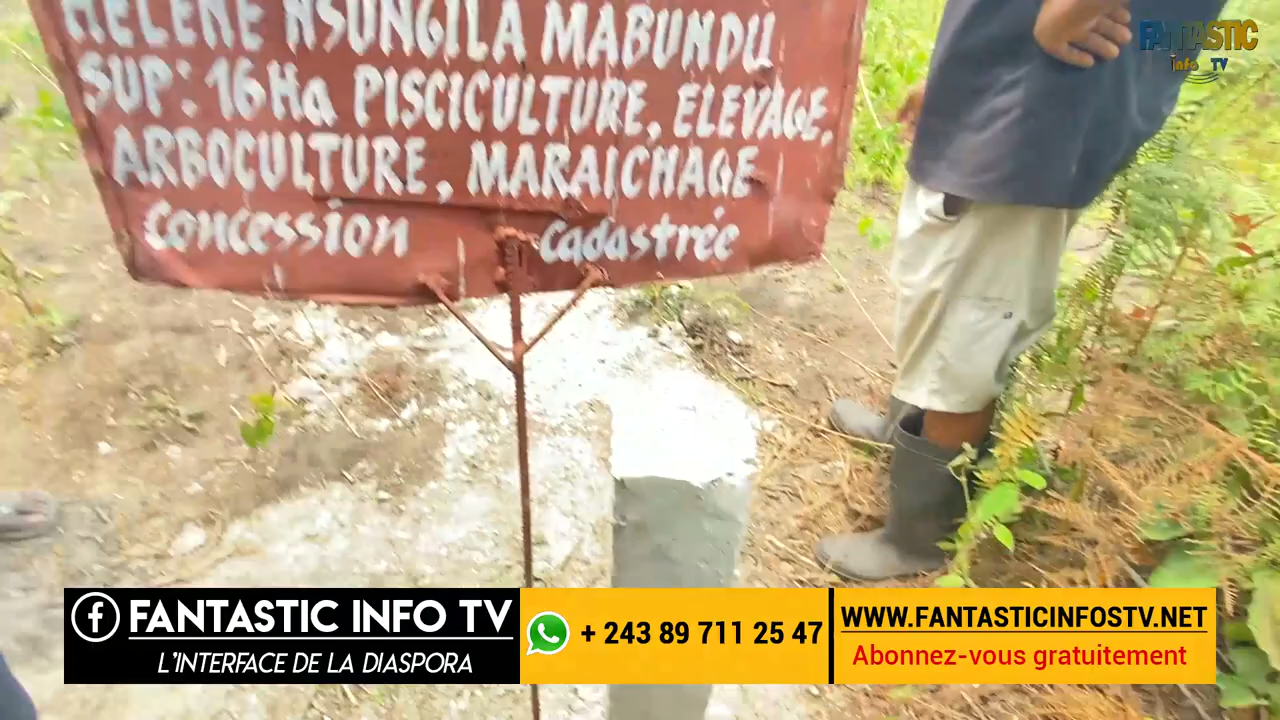 HELENE NSUNGILA MABUNDU
SUP: 16Ha PISCICULTURE, ELEVAGE,
ARBOCULTURE, MARAICHAGE
Concession Cadastrée
FANTASTIC
info TV
FANTASTIC INFO TV
L'INTERFACE DE LA DIASPORA
+ 243 89 711 25 47
WWW.FANTASTICINFOSTV.NET
Abonnez-vous gratuitement